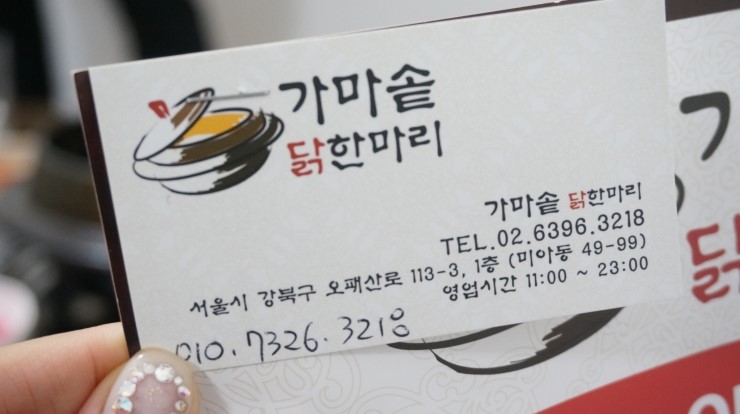 가마솥
닭한마리
가마솥 닭한마리
TEL.02.6396.3218
서울시 강북구 오패산로 113-3, 1층 (미아동 49-99)
영업시간 11:00 ~ 23:00
010.7326.3218
가
닭